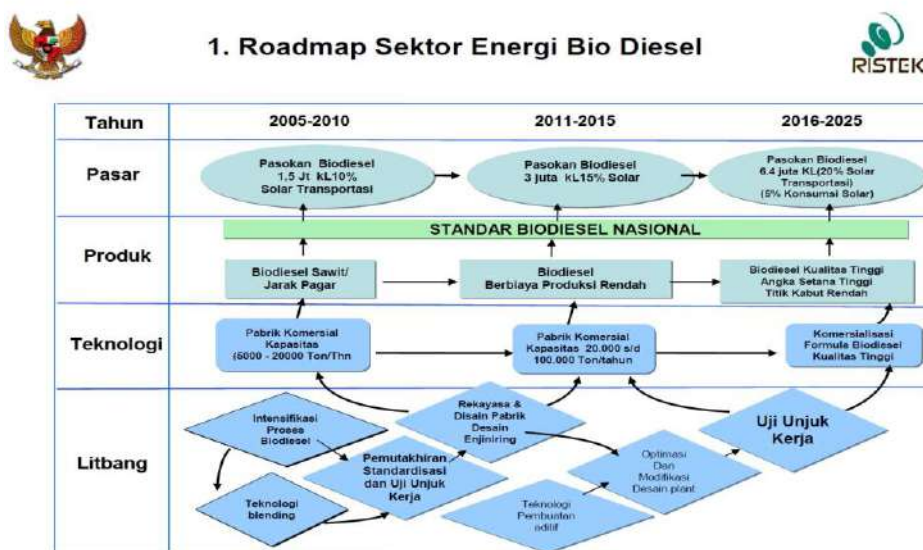 1. Roadmap Sektor Energi Bio Diesel
RISTEK
Tahun
2005-2010
2011-2015
2016-2025
Pasar
Pasokan Biodiesel
1,5 Jt kL10%
Solar Transportasi
Pasokan Biodiesel
3 juta kL15% Solar
Pasokan Biodiesel
6.4 juta KL(20% Solar
Transportasi)
(5% Konsumsi Solar)
STANDAR BIODIESEL NASIONAL
Produk
Biodiesel Sawit/
Jarak Pagar
Biodiesel
Berbiaya Produksi Rendah
Biodiesel Kualitas Tinggi
Angka Setana Tinggi
Titik Kabut Rendah
Teknologi
Pabrik Komersial
Kapasitas
(5000 - 20000 Ton/Thn
Pabrik Komersial
Kapasitas 20.000 s/d
100.000 Ton/tahun
Komersialisasi
Formula Biodiesel
Kualitas Tinggi
Litbang
Intensifikasi
Proses
Biodiesel
Rekayasa &
Disain Pabrik
Desain
Enjiniring
Uji Unjuk
Kerja
Pemutakhiran
Standardisasi
dan Uji Unjuk
Kerja
Optimasi
Dan
Modifikasi
Desain plant
Teknologi
blending
Teknologi
Pembuatan
aditif